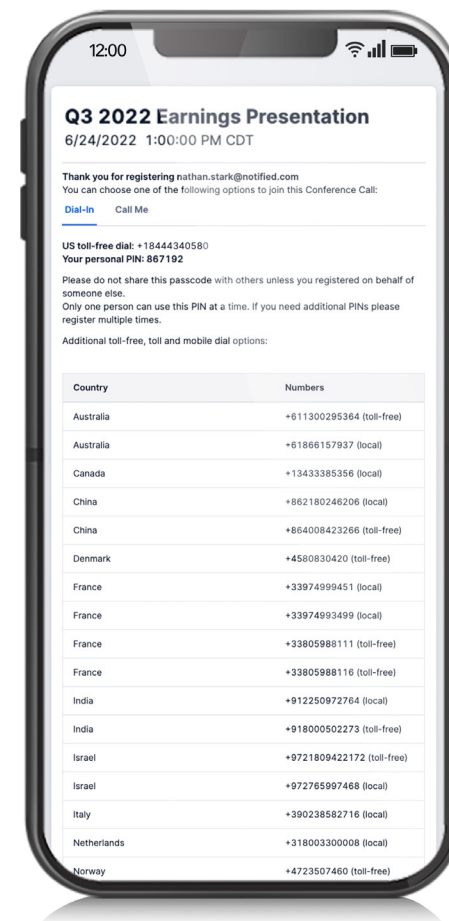 12:00
Q3 2022 Earnings Presentation
6/24/2022 1:00:00 PM CDT
Thank you for registering nathan.stark@notified.com
You can choose one of the following options to join this Conference Call:
Dial-In Call Me
US toll-free dial: +18444340580
Your personal PIN: 867192
Please do not share this passcode with others unless you registered on behalf of
someone else.
Only one person can use this PIN at a time. If you need additional PINs please
register multiple times.
Additional toll-free, toll and mobile dial options:
Country Numbers
Australia +611300295364 (toll-free)
Australia +61866157937 (local)
Canada +13433385356 (local)
China +862180246206 (local)
China +864008423266 (toll-free)
Denmark +4580830420 (toll-free)
France +33974999451 (local)
France +33974993499 (local)
France +33805988111 (toll-free)
France +33805988116 (toll-free)
India +912250972764 (local)
India +918000502273 (toll-free)
Israel +9721809422172 (toll-free)
Israel +972765997468 (local)
Italy +390238582716 (local)
Netherlands +318003300008 (local)
Norway +4723507460 (toll-free)